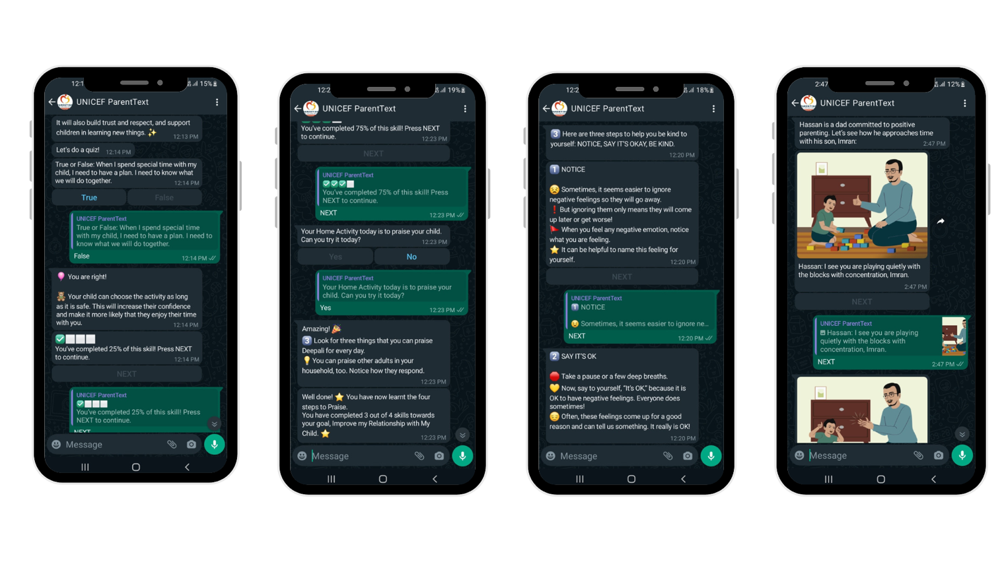 12:1
15%
UNICEF ParentText
It will also build trust and respect, and support
children in learning new things. ✨
12:13 PM
Let's do a quiz!
12:14 PM
True or False: When I spend special time with my
child, I need to have a plan. I need to know what
we will do together.
12:14 PM
True
False
UNICEF ParentText
True or False: When I spend special time
with my child, I need to have a plan. I need to
know what we will do together.
False
12:14 PM
🎈 You are right!
🧸 Your child can choose the activity as long
as it is safe. This will increase their confidence
and make it more likely that they enjoy their time
with you.
12:14 PM
✅⬜⬜⬜
You've completed 25% of this skill! Press NEXT
to continue.
12:14 PM
NEXT
UNICEF ParentText
✅⬜⬜⬜
You've completed 25% of this skill! Press
NEXT to continue.
NEXT
Message
12:2
19%
UNICEF ParentText
You've completed 75% of this skill! Press NEXT
to continue.
12:23 PM
NEXT
UNICEF ParentText
✅✅✅⬜
You've completed 75% of this skill! Press
NEXT to continue.
NEXT
12:23 PM
Your Home Activity today is to praise your child.
Can you try it today?
12:23 PM
Yes
No
UNICEF ParentText
Your Home Activity today is to praise your
child. Can you try it today?
Yes
12:23 PM
Amazing! 🎉
3️⃣ Look for three things that you can praise
Deepali for every day.
💡 You can praise other adults in your
household, too. Notice how they respond.
12:23 PM
Well done! ⭐ You have now learnt the four
steps to Praise.
You have completed 3 out of 4 skills towards
your goal, Improve my Relationship with My
Child. ⭐
12:23 PM
Message
12:2
18%
UNICEF ParentText
3️⃣ Here are three steps to help you be kind to
yourself: NOTICE, SAY IT'S OKAY, BE KIND.
12:20 PM
1️⃣ NOTICE
😣 Sometimes, it seems easier to ignore
negative feelings so they will go away.
❗ But ignoring them only means they will come
up later or get worse!
🚩 When you feel any negative emotion, notice
what you are feeling.
⭐ It can be helpful to name this feeling for
yourself.
12:20 PM
NEXT
UNICEF ParentText
1️⃣ NOTICE
😣 Sometimes, it seems easier to ignore ne...
NEXT
12:20 PM
2️⃣ SAY IT'S OK
🛑 Take a pause or a few deep breaths.
💛 Now, say to yourself, "It's OK," because it is
OK to have negative feelings. Everyone does
sometimes!
😔 Often, these feelings come up for a good
reason and can tell us something. It really is OK!
12:20 PM
Message
2:47
12%
UNICEF ParentText
Hassan is a dad committed to positive
parenting. Let's see how he approaches time
with his son, Imran:
2:47 PM
Hassan: I see you are playing quietly with
the blocks with concentration, Imran.
2:47 PM
NEXT
UNICEF ParentText
Hassan: I see you are playing
quietly with the blocks with
concentration, Imran.
NEXT
2:47 PM
Message